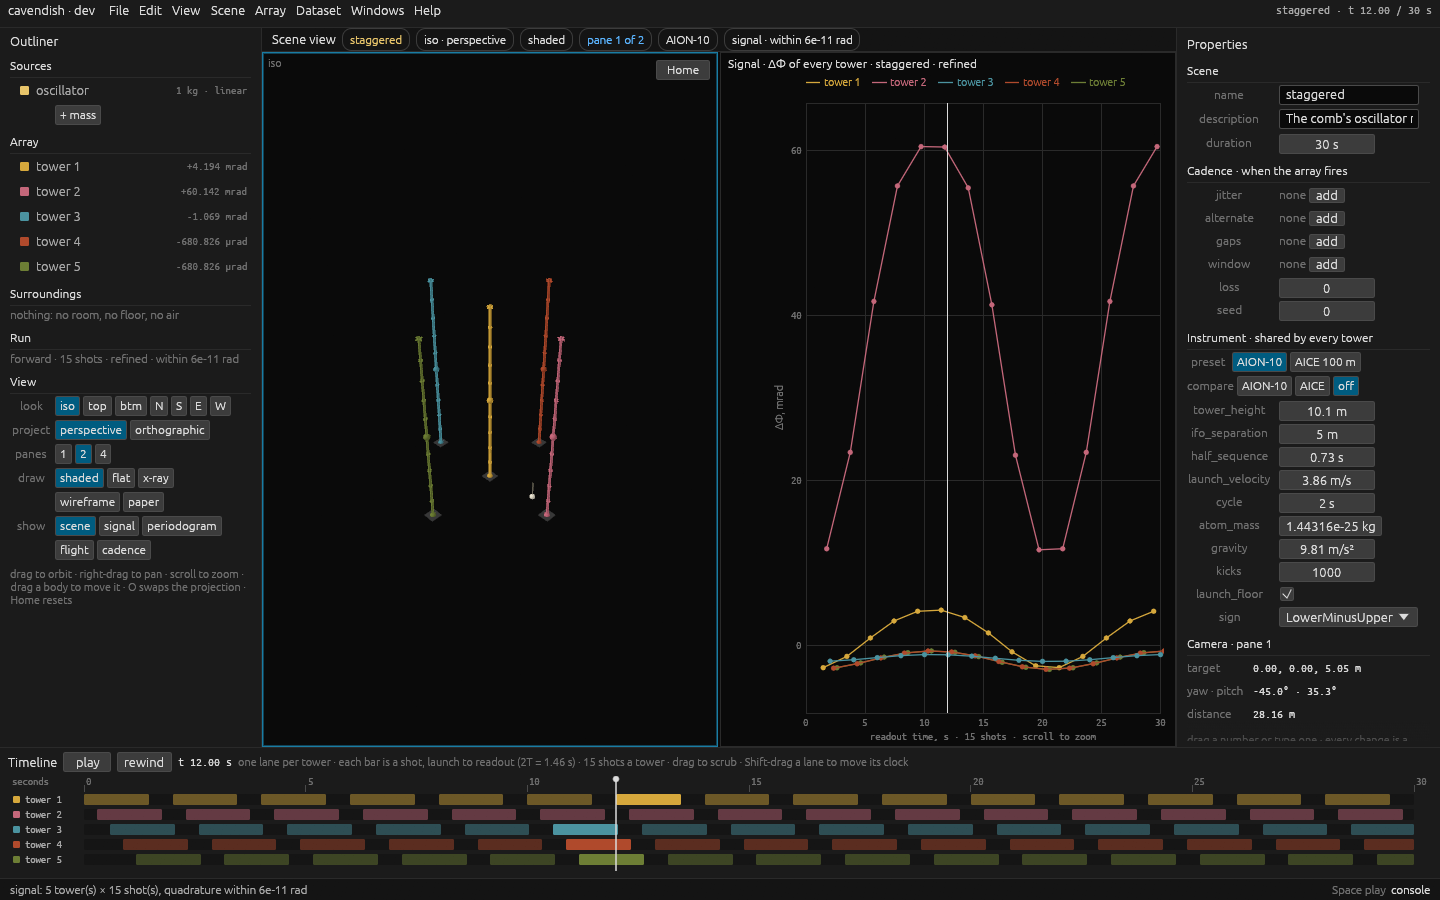 cavendish · dev File Edit View Scene Array Dataset Windows Help staggered · t 12.00 / 30 s
Outliner
Sources
oscillator 1 kg · linear
+ mass
Array
tower 1 +4.194 mrad
tower 2 +60.142 mrad
tower 3 -1.069 mrad
tower 4 -680.826 µrad
tower 5 -680.826 µrad
Surroundings
nothing: no room, no floor, no air
Run
forward · 15 shots · refined · within 6e-11 rad
View
look iso top btm N S E W
project perspective orthographic
panes 1 2 4
draw shaded flat x-ray
wireframe paper
show scene signal periodogram
flight cadence
drag to orbit · right-drag to pan · scroll to zoom ·
drag a body to move it · O swaps the projection ·
Home resets
Scene view staggered iso · perspective shaded pane 1 of 2 AION-10 signal · within 6e-11 rad
iso
Home
Signal · ΔΦ of every tower · staggered · refined
tower 1 tower 2 tower 3 tower 4 tower 5
60
40
20
0
ΔΦ, mrad
0 5 10 15 20 25 30
readout time, s · 15 shots · scroll to zoom
Properties
Scene
name staggered
description The comb's oscillator
duration 30 s
Cadence · when the array fires
jitter none add
alternate none add
gaps none add
window none add
loss 0
seed 0
Instrument · shared by every tower
preset AION-10 AICE 100 m
compare AION-10 AICE off
tower_height 10.1 m
ifo_separation 5 m
half_sequence 0.73 s
launch_velocity 3.86 m/s
cycle 2 s
atom_mass 1.44316e-25 kg
gravity 9.81 m/s²
kicks 1000
launch_floor
sign LowerMinusUpper
Camera · pane 1
target 0.00, 0.00, 5.05 m
yaw · pitch -45.0° · 35.3°
distance 28.16 m
drag a number or type one · every change is a
Timeline play rewind t 12.00 s one lane per tower · each bar is a shot, launch to readout (2T = 1.46 s) · 15 shots a tower · drag to scrub · Shift-drag a lane to move its clock
seconds 0 5 10 15 20 25 30
tower 1
tower 2
tower 3
tower 4
tower 5
signal: 5 tower(s) × 15 shot(s), quadrature within 6e-11 rad Space play console